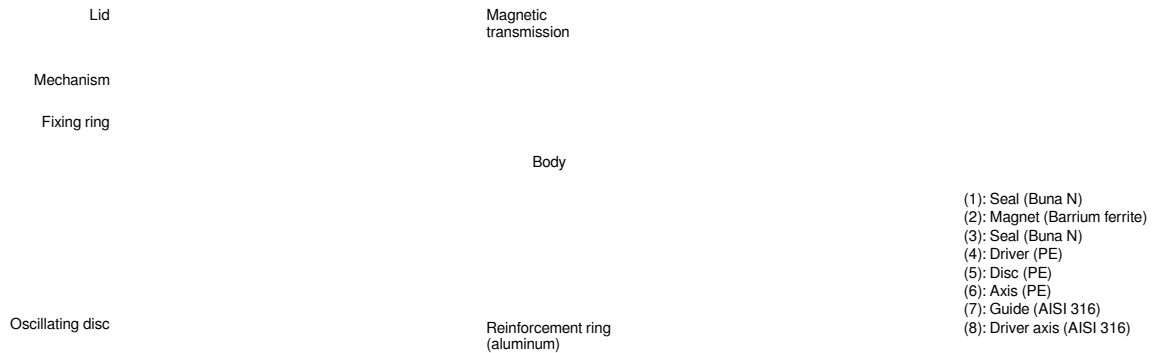 Lid
Magnetic
transmission
Mechanism
Fixing ring
Body
(1): Seal (Buna N)
(2): Magnet (Barrium ferrite)
(3): Seal (Buna N)
(4): Driver (PE)
(5): Disc (PE)
(6): Axis (PE)
(7): Guide (AISI 316)
(8): Driver axis (AISI 316)
Oscillating disc
Reinforcement ring
(aluminum)